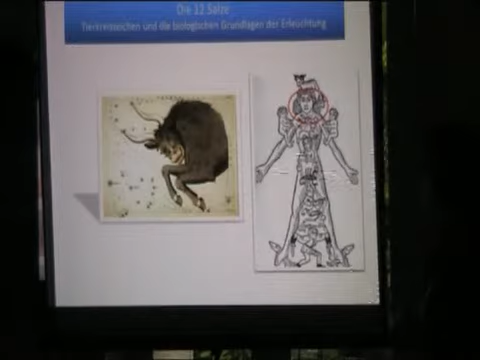 Die 12 Salze
Tierkreiszeichen und die biologischen Grundlagen der Erleuchtung